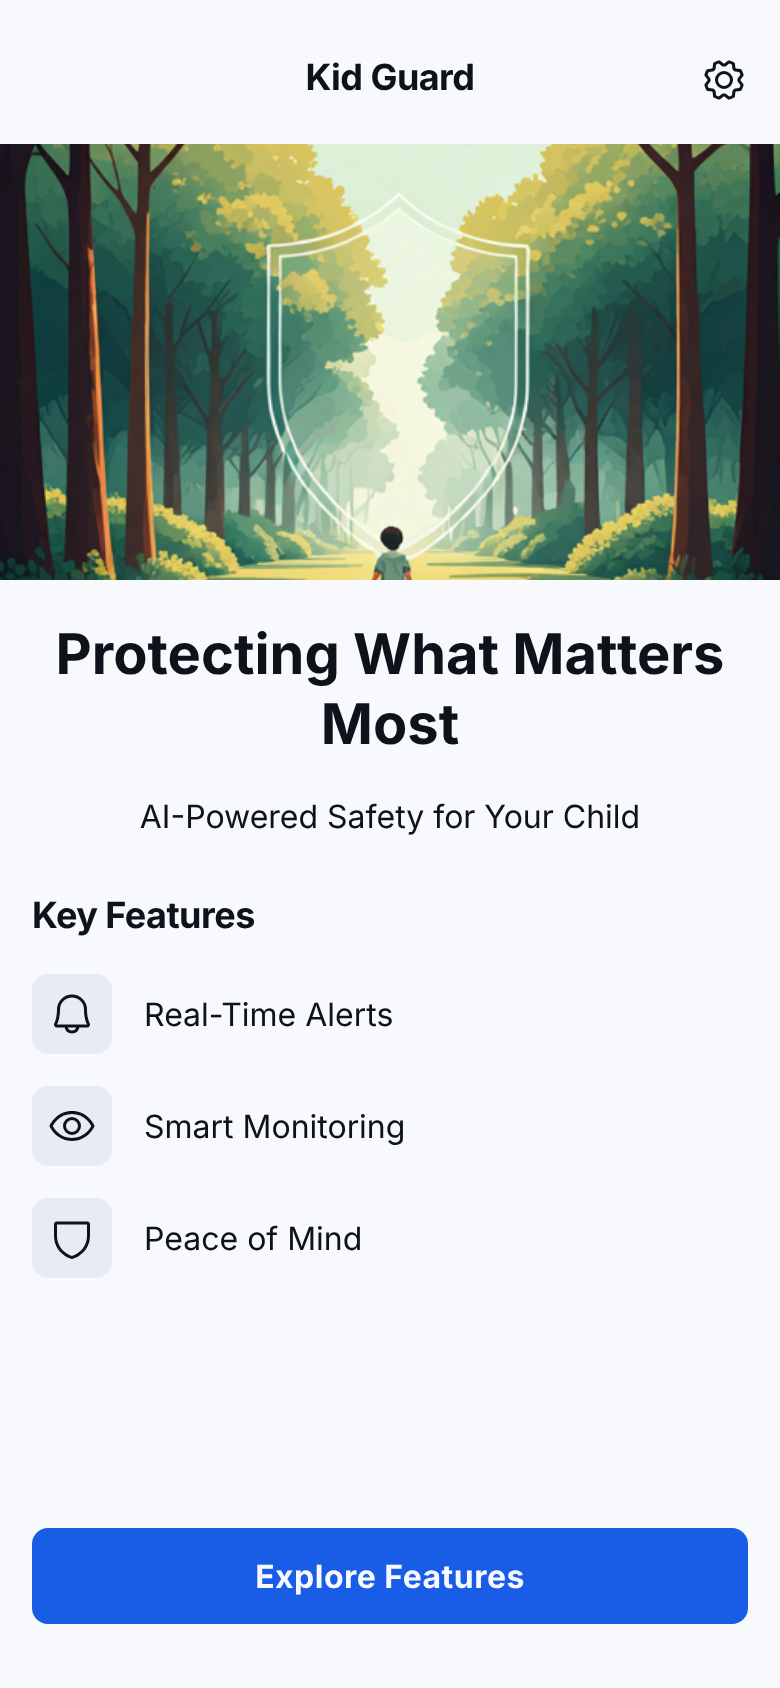 Kid Guard
Protecting What Matters
Most
AI-Powered Safety for Your Child
Key Features
Real-Time Alerts
Smart Monitoring
Peace of Mind
Explore Features